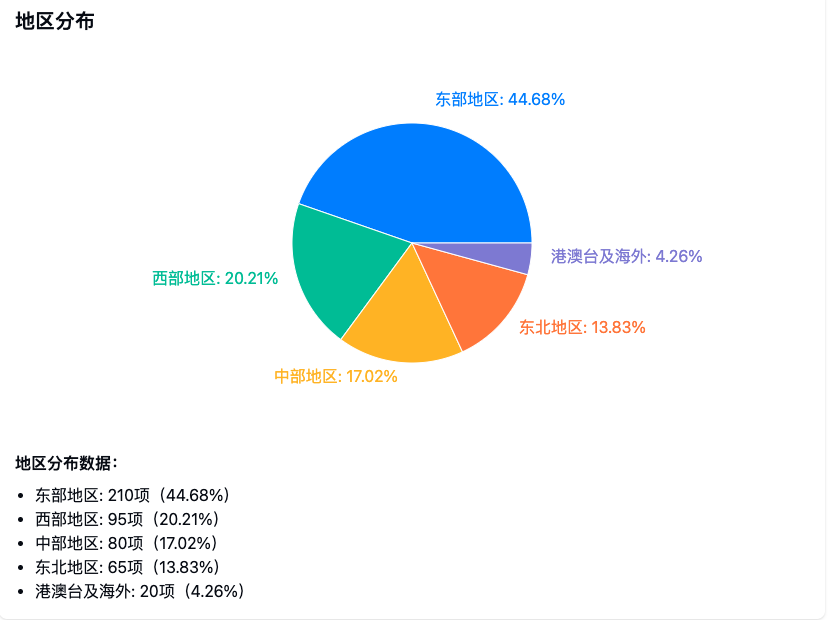 地区分布
东部地区: 44.68%
港澳台及海外: 4.26%
西部地区: 20.21%
东北地区: 13.83%
中部地区: 17.02%
地区分布数据：
• 东部地区: 210项（44.68%）
• 西部地区: 95项（20.21%）
• 中部地区: 80项（17.02%）
• 东北地区: 65项（13.83%）
• 港澳台及海外: 20项（4.26%）